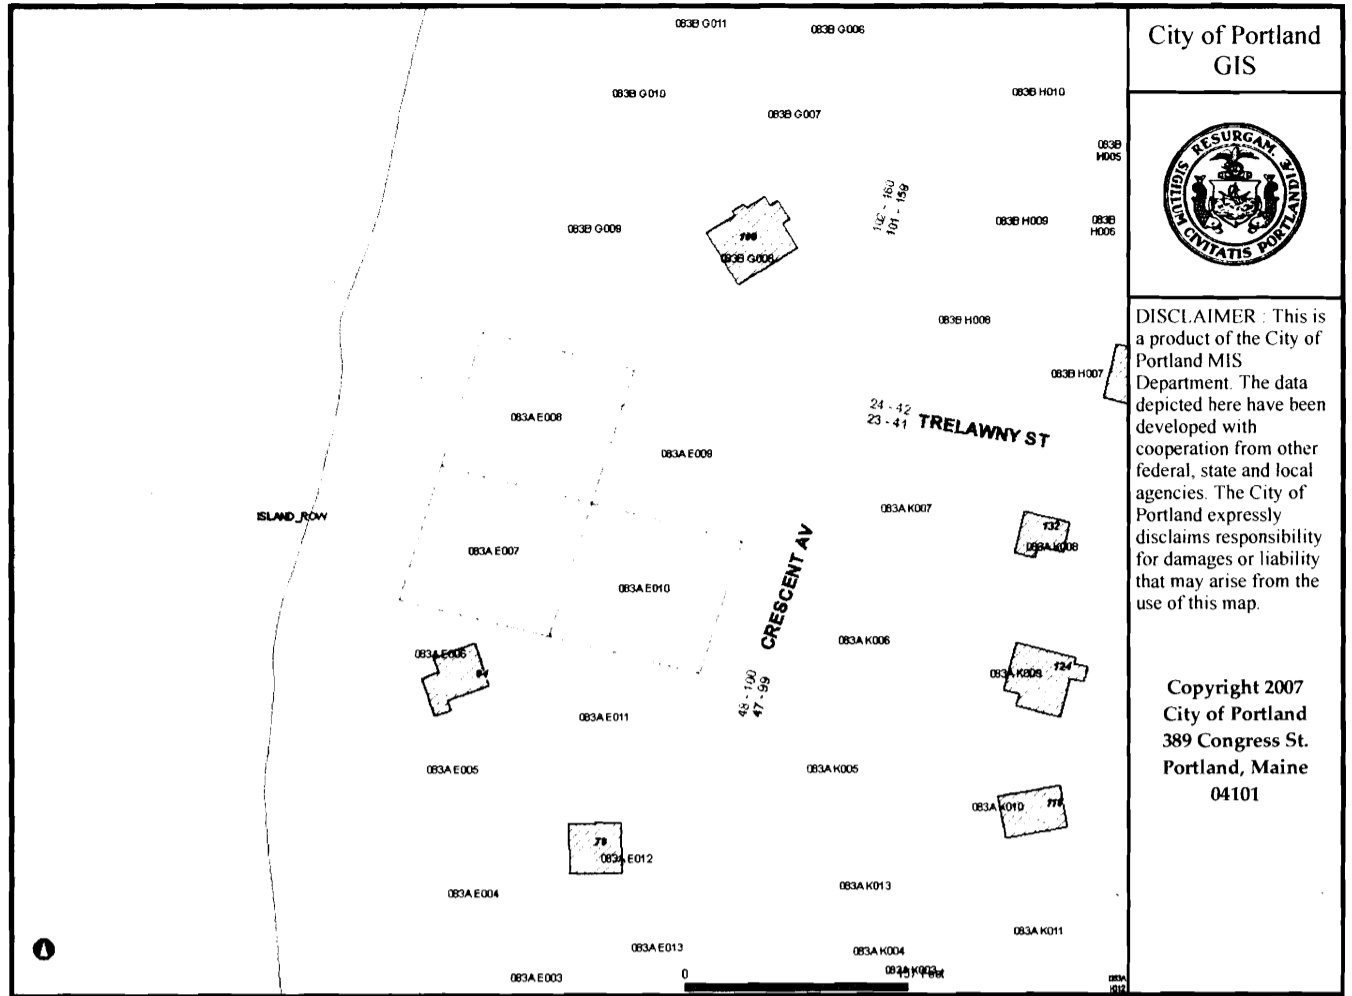 083B G011
083B G006
083B G010
083B G007
083B H010
083B
H005
102 - 160
101 - 159
083B G009
083B H009
083B
H006
083B G008
083B H008
083B H007
24 - 42
23 - 41
TRELAWNY ST
083A E008
083A E009
083A K007
ISLAND_ROW
132
083A K008
083A E007
083A E010
CRESCENT AV
083A K006
083A E006
124
083A K009
48 - 100
47 - 99
083A E011
083A E005
083A K005
083A K010
79
083A E012
083A E004
083A K013
083A K011
083A E013
083A K004
083A E003
0
083A
K012
City of Portland
GIS
SIGILLUM CIVITATIS PORTLANDIÆ
RESURGAM.
DISCLAIMER : This is
a product of the City of
Portland MIS
Department. The data
depicted here have been
developed with
cooperation from other
federal, state and local
agencies. The City of
Portland expressly
disclaims responsibility
for damages or liability
that may arise from the
use of this map.
Copyright 2007
City of Portland
389 Congress St.
Portland, Maine
04101